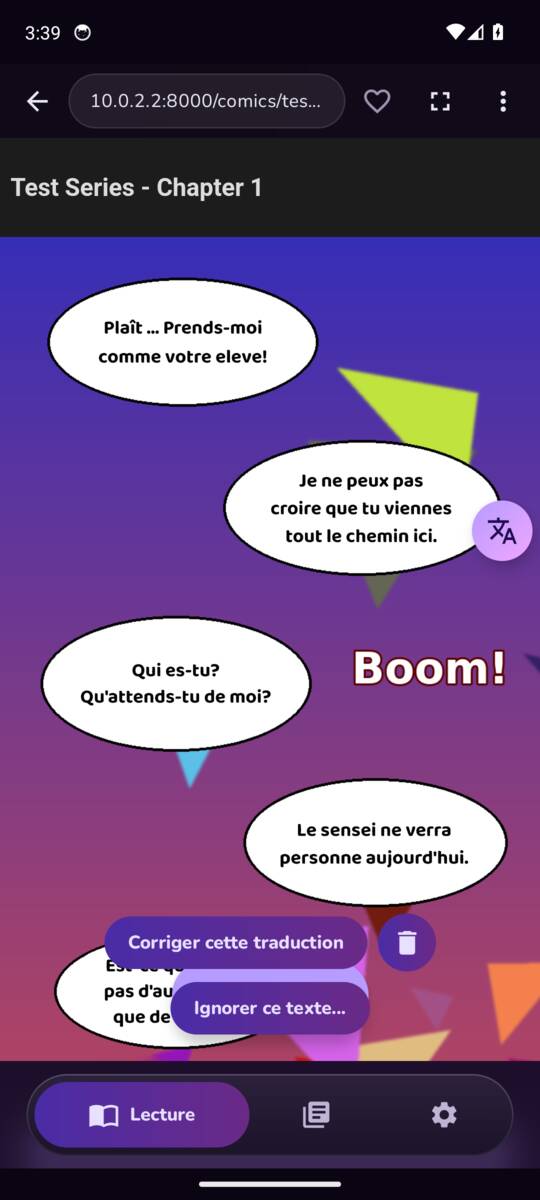 3:39
10.0.2.2:8000/comics/tes...
Test Series - Chapter 1
Plaît ... Prends-moi
comme votre eleve!
Je ne peux pas
croire que tu viennes
tout le chemin ici.
Qui es-tu?
Qu'attends-tu de moi?
Boom!
Le sensei ne verra
personne aujourd'hui.
Corriger cette traduction
pas d'au
Ignorer ce texte...
que de
Lecture